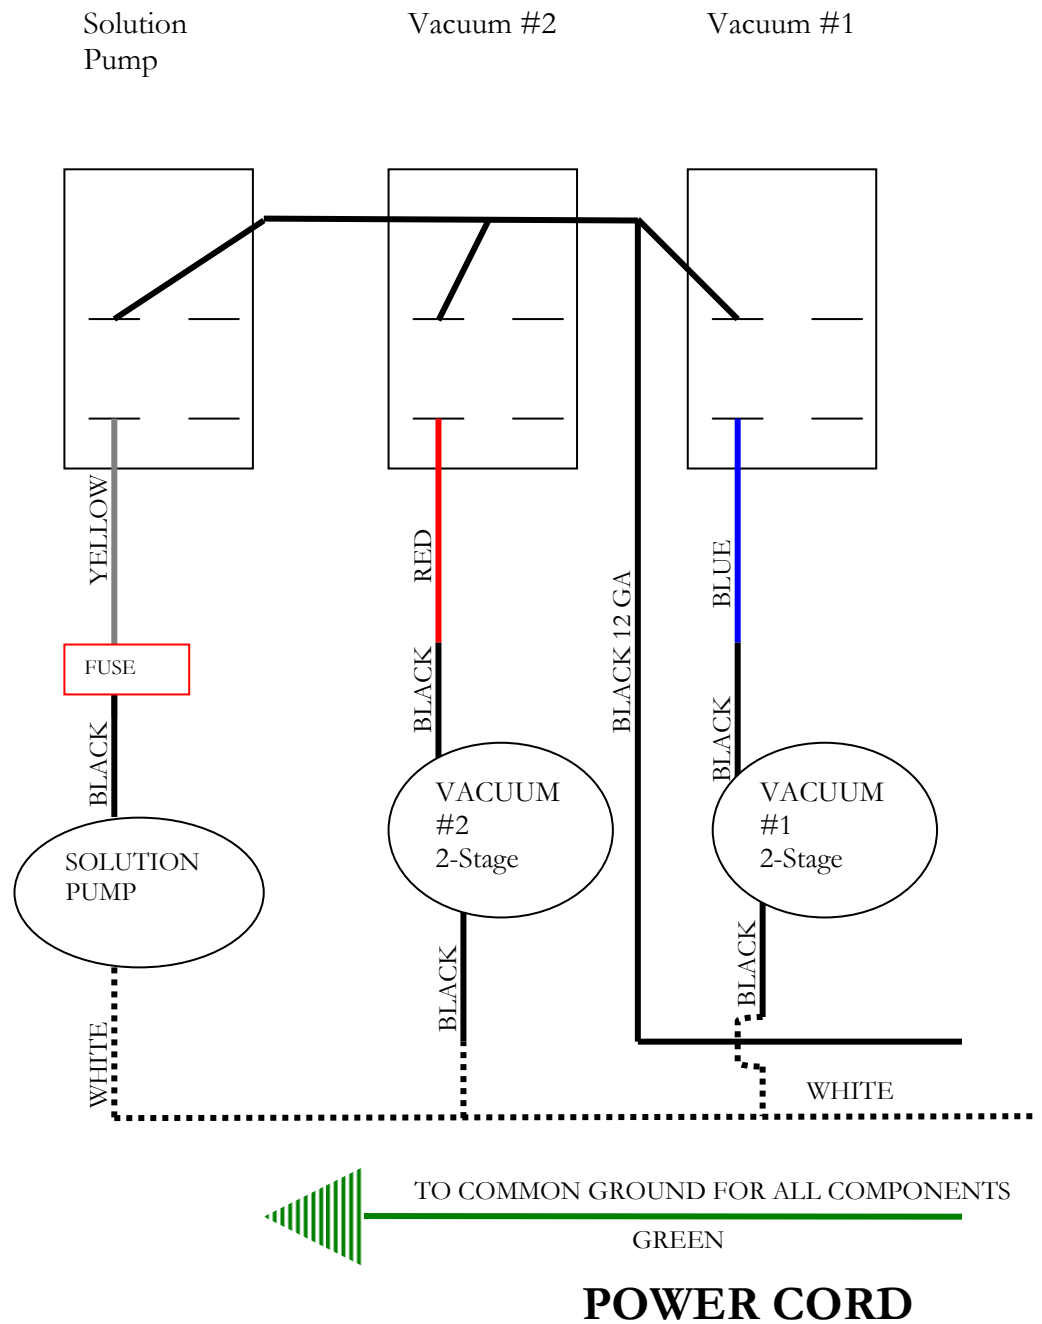 Solution
Pump
Vacuum #2
Vacuum #1
YELLOW
RED
BLUE
BLACK 12 GA
FUSE
BLACK
BLACK
BLACK
SOLUTION
PUMP
VACUUM
#2
2-Stage
VACUUM
#1
2-Stage
BLACK
BLACK
WHITE
WHITE
TO COMMON GROUND FOR ALL COMPONENTS
GREEN
POWER CORD